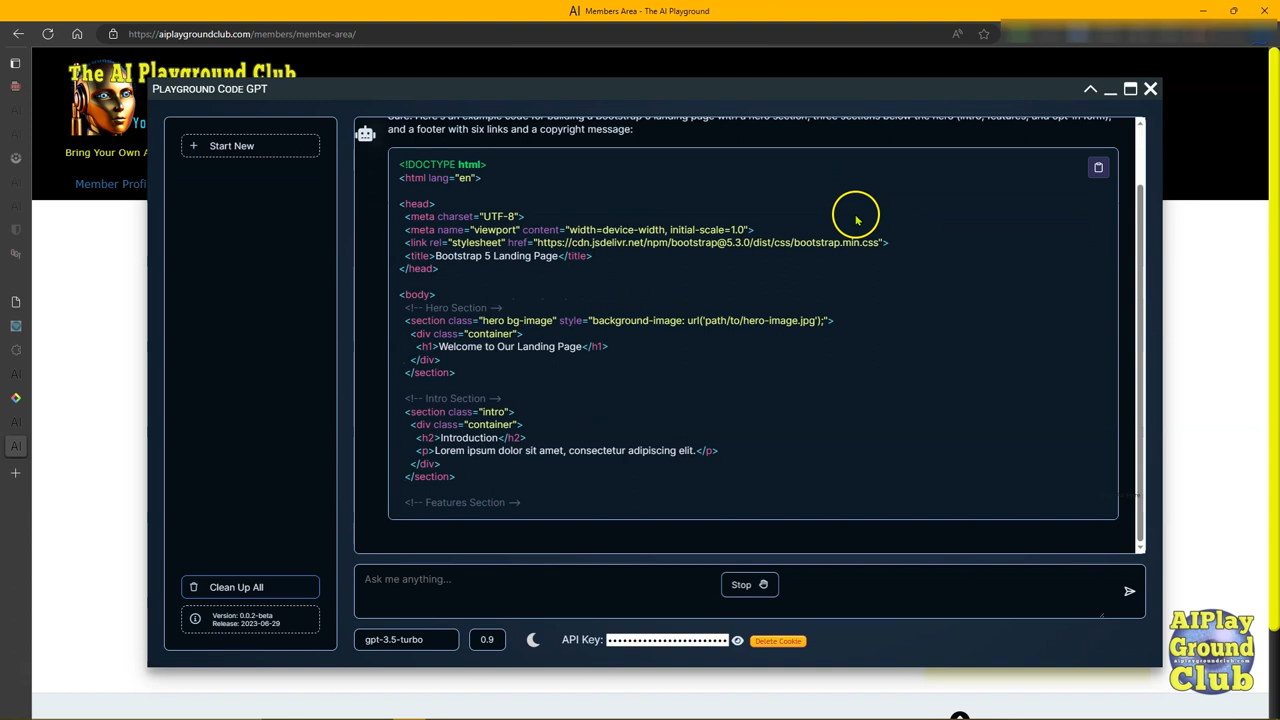 AI Members Area - The AI Playground
https://aiplaygroundclub.com/members/member-area/
The AI Playground Club
Yo
Bring Your Own A
Member Profi
PLAYGROUND CODE GPT
+ Start New
and a footer with six links and a copyright message:
<!DOCTYPE html>
<html lang="en">
<head>
<meta charset="UTF-8">
<meta name="viewport" content="width=device-width, initial-scale=1.0">
<link rel="stylesheet" href="https://cdn.jsdelivr.net/npm/bootstrap@5.3.0/dist/css/bootstrap.min.css">
<title>Bootstrap 5 Landing Page</title>
</head>
<body>
<!-- Hero Section -->
<section class="hero bg-image" style="background-image: url('path/to/hero-image.jpg');">
<div class="container">
<h1>Welcome to Our Landing Page</h1>
</div>
</section>
<!-- Intro Section -->
<section class="intro">
<div class="container">
<h2>Introduction</h2>
<p>Lorem ipsum dolor sit amet, consectetur adipiscing elit.</p>
</div>
</section>
<!-- Features Section -->
Clean Up All
Version: 0.0.2-beta
Release: 2023-06-29
Ask me anything...
Stop
gpt-3.5-turbo
0.9
API Key:
Delete Cookie
AIPlay
Ground
aiplaygroundclub.com
Club